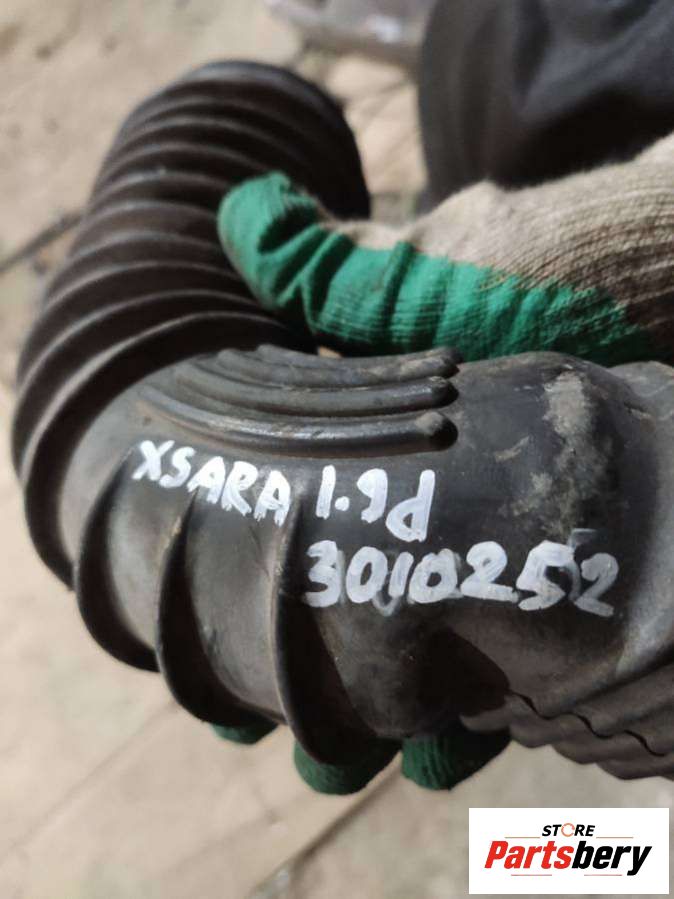 XSARA 1.9d
3010252
STORE
Partsbery